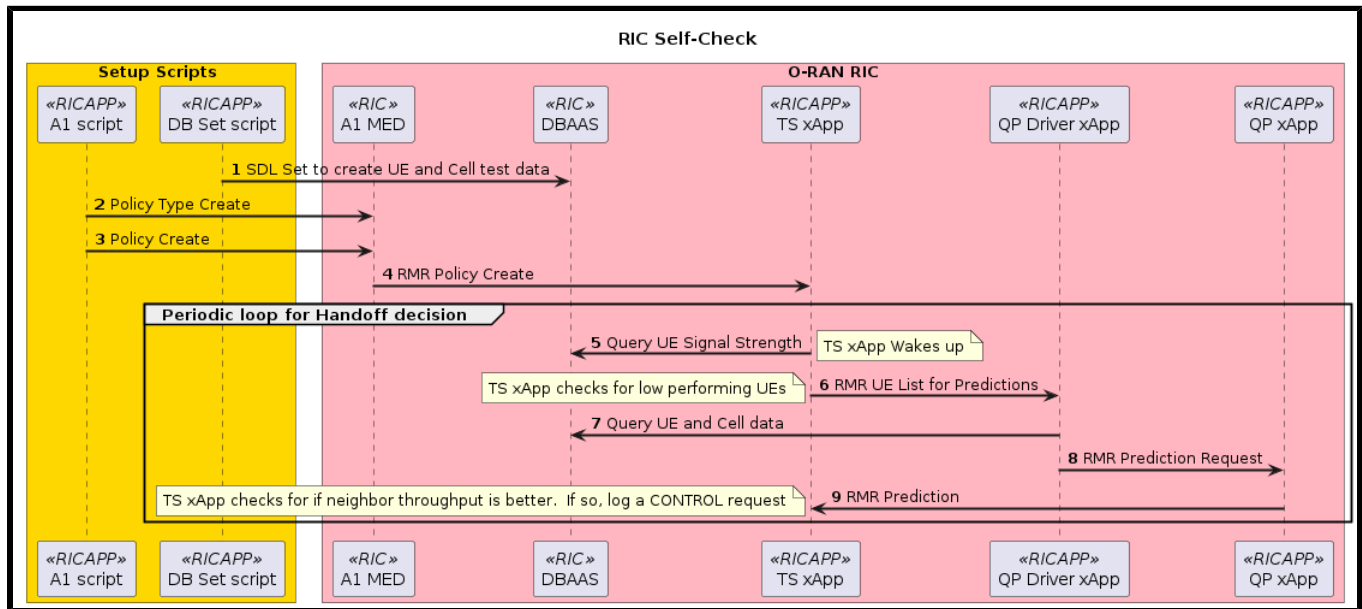 RIC Self-Check
Setup Scripts
O-RAN RIC
«RICAPP»
A1 script
«RICAPP»
DB Set script
«RIC»
A1 MED
«RIC»
DBAAS
«RICAPP»
TS xApp
«RICAPP»
QP Driver xApp
«RICAPP»
QP xApp
1 SDL Set to create UE and Cell test data
2 Policy Type Create
3 Policy Create
4 RMR Policy Create
Periodic loop for Handoff decision
5 Query UE Signal Strength
TS xApp Wakes up
TS xApp checks for low performing UEs
6 RMR UE List for Predictions
7 Query UE and Cell data
8 RMR Prediction Request
TS xApp checks for if neighbor throughput is better.  If so, log a CONTROL request
9 RMR Prediction
«RICAPP»
A1 script
«RICAPP»
DB Set script
«RIC»
A1 MED
«RIC»
DBAAS
«RICAPP»
TS xApp
«RICAPP»
QP Driver xApp
«RICAPP»
QP xApp